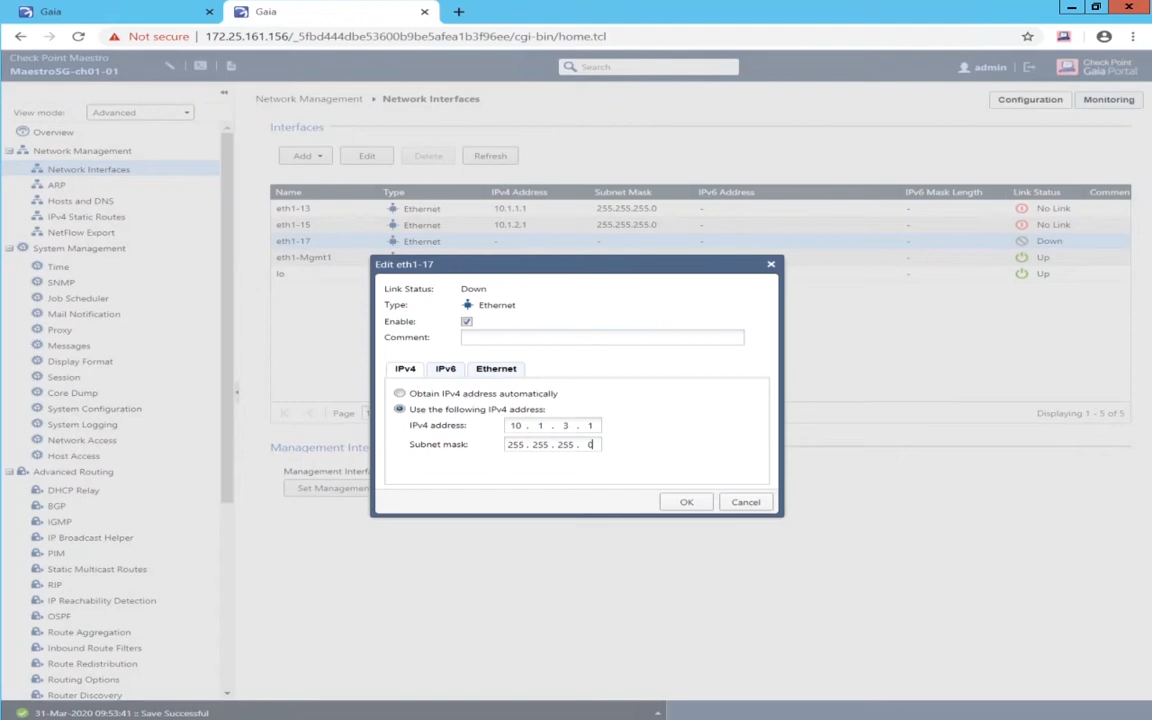 Gaia
Gaia
Not secure
172.25.161.156/_5fbd444dbe53600b9be5afea1b3f96ee/cgi-bin/home.tcl
Check Point Maestro
MaestroSG-ch01-01
Search
admin
Check Point
Gaia Portal
View mode:
Advanced
Network Management
Network Interfaces
Configuration
Monitoring
Overview
Network Management
Network Interfaces
ARP
Hosts and DNS
IPv4 Static Routes
NetFlow Export
System Management
Time
SNMP
Job Scheduler
Mail Notification
Proxy
Messages
Display Format
Session
Core Dump
System Configuration
System Logging
Network Access
Host Access
Advanced Routing
DHCP Relay
BGP
IGMP
IP Broadcast Helper
PIM
Static Multicast Routes
RIP
IP Reachability Detection
OSPF
Route Aggregation
Inbound Route Filters
Route Redistribution
Routing Options
Router Discovery
Interfaces
Add Edit Delete Refresh
Name Type IPv4 Address Subnet Mask IPv6 Address IPv6 Mask Length Link Status Commen
eth1-13 Ethernet 10.1.1.1 255.255.255.0 - - No Link
eth1-15 Ethernet 10.1.2.1 255.255.255.0 - - No Link
eth1-17 Ethernet - - - - Down
eth1-Mgmt1 Up
lo Up
Page 1
Displaying 1 - 5 of 5
Management Inte
Management Interfa
Set Managemen
Edit eth1-17
Link Status: Down
Type: Ethernet
Enable:
Comment:
IPv4 IPv6 Ethernet
Obtain IPv4 address automatically
Use the following IPv4 address:
IPv4 address: 10 . 1 . 3 . 1
Subnet mask: 255 . 255 . 255 . 0
OK Cancel
31-Mar-2020 09:53:41 :: Save Successful